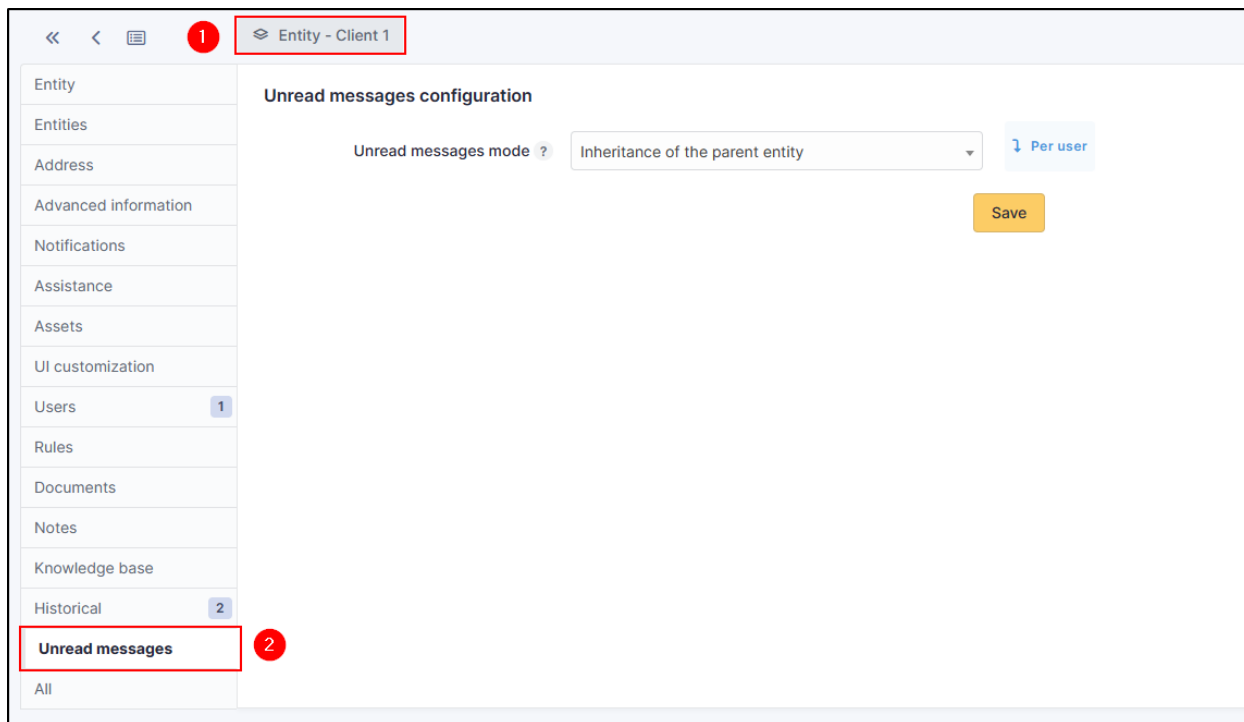 1
Entity - Client 1
Entity
Entities
Address
Advanced information
Notifications
Assistance
Assets
UI customization
Users 1
Rules
Documents
Notes
Knowledge base
Historical 2
Unread messages 2
All
Unread messages configuration
Unread messages mode ? Inheritance of the parent entity Per user
Save